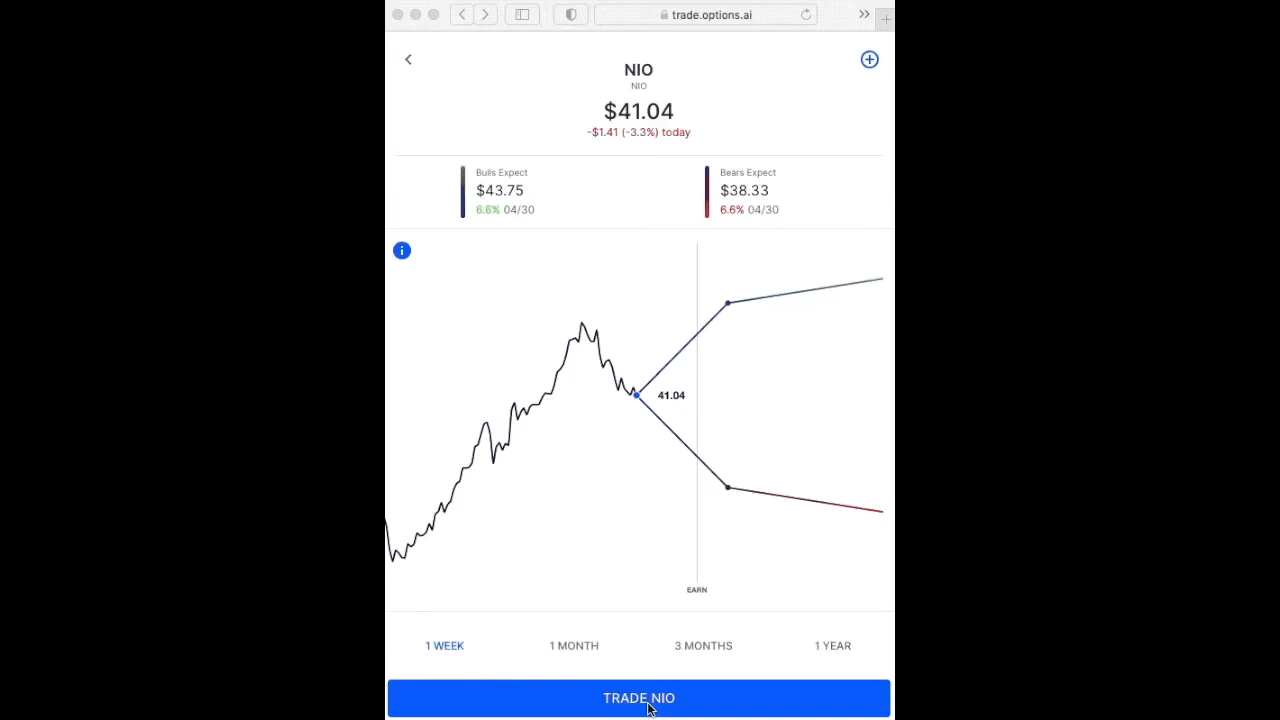 trade.options.ai
NIO
NIO
$41.04
-$1.41 (-3.3%) today
Bulls Expect
$43.75
6.6% 04/30
Bears Expect
$38.33
6.6% 04/30
i
41.04
EARN
1 WEEK
1 MONTH
3 MONTHS
1 YEAR
TRADE NIO